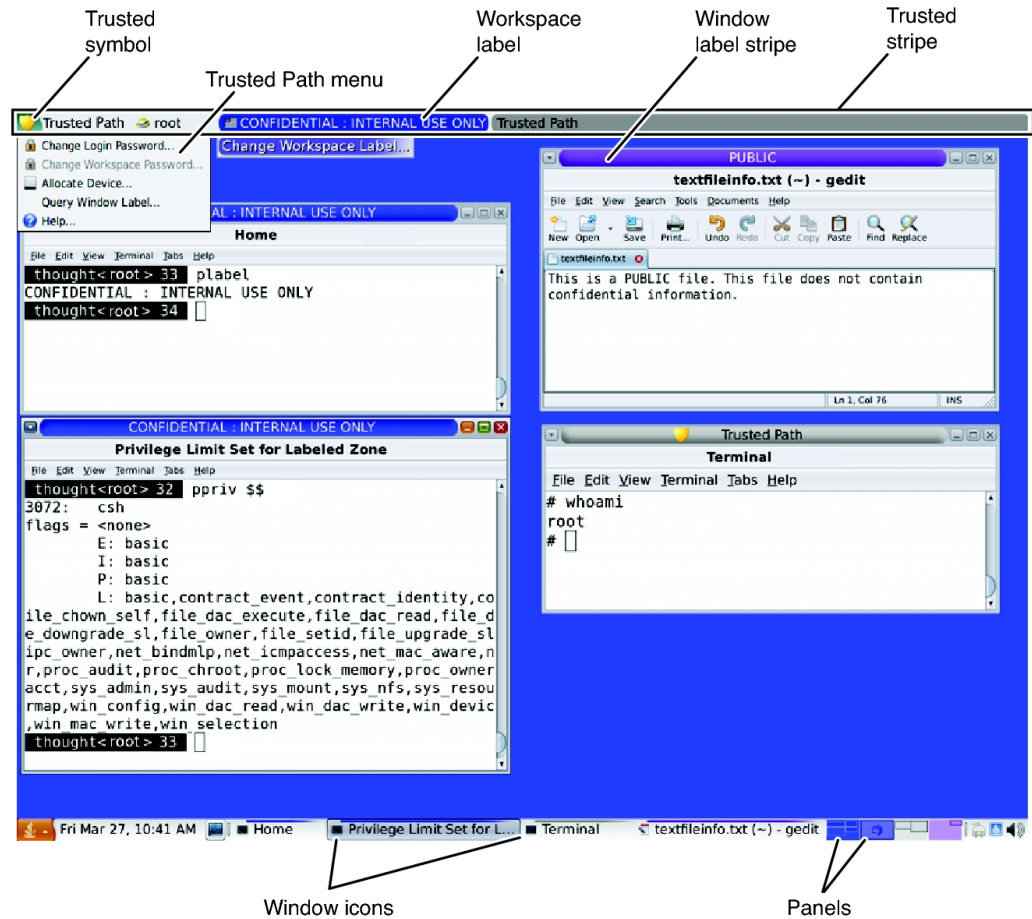 Trusted
symbol
Workspace
label
Window
label stripe
Trusted
stripe
Trusted Path menu
Trusted Path root CONFIDENTIAL : INTERNAL USE ONLY Trusted Path
Change Workspace Label...
Change Login Password...
Change Workspace Password...
Allocate Device...
Query Window Label...
Help...
AL : INTERNAL USE ONLY
Home
File Edit View Terminal Tabs Help
thought<root> 33 plabel
CONFIDENTIAL : INTERNAL USE ONLY
thought<root> 34
PUBLIC
textfileinfo.txt (~) - gedit
File Edit View Search Tools Documents Help
New Open Save Print... Undo Redo Cut Copy Paste Find Replace
textfileinfo.txt
This is a PUBLIC file. This file does not contain
confidential information.
Ln 1, Col 76 INS
CONFIDENTIAL : INTERNAL USE ONLY
Privilege Limit Set for Labeled Zone
File Edit View Terminal Tabs Help
thought<root> 32 ppriv $$
3072: csh
flags = <none>
E: basic
I: basic
P: basic
L: basic,contract_event,contract_identity,co
ile_chown_self,file_dac_execute,file_dac_read,file_d
e_downgrade_sl,file_owner,file_setid,file_upgrade_sl
ipc_owner,net_bindmlp,net_icmpaccess,net_mac_aware,n
r,proc_audit,proc_chroot,proc_lock_memory,proc_owner
acct,sys_admin,sys_audit,sys_mount,sys_nfs,sys_resou
rmap,win_config,win_dac_read,win_dac_write,win_devic
,win_mac_write,win_selection
thought<root> 33
Trusted Path
Terminal
File Edit View Terminal Tabs Help
# whoami
root
#
Fri Mar 27, 10:41 AM Home Privilege Limit Set for L... Terminal textfileinfo.txt (~) - gedit
Window icons
Panels